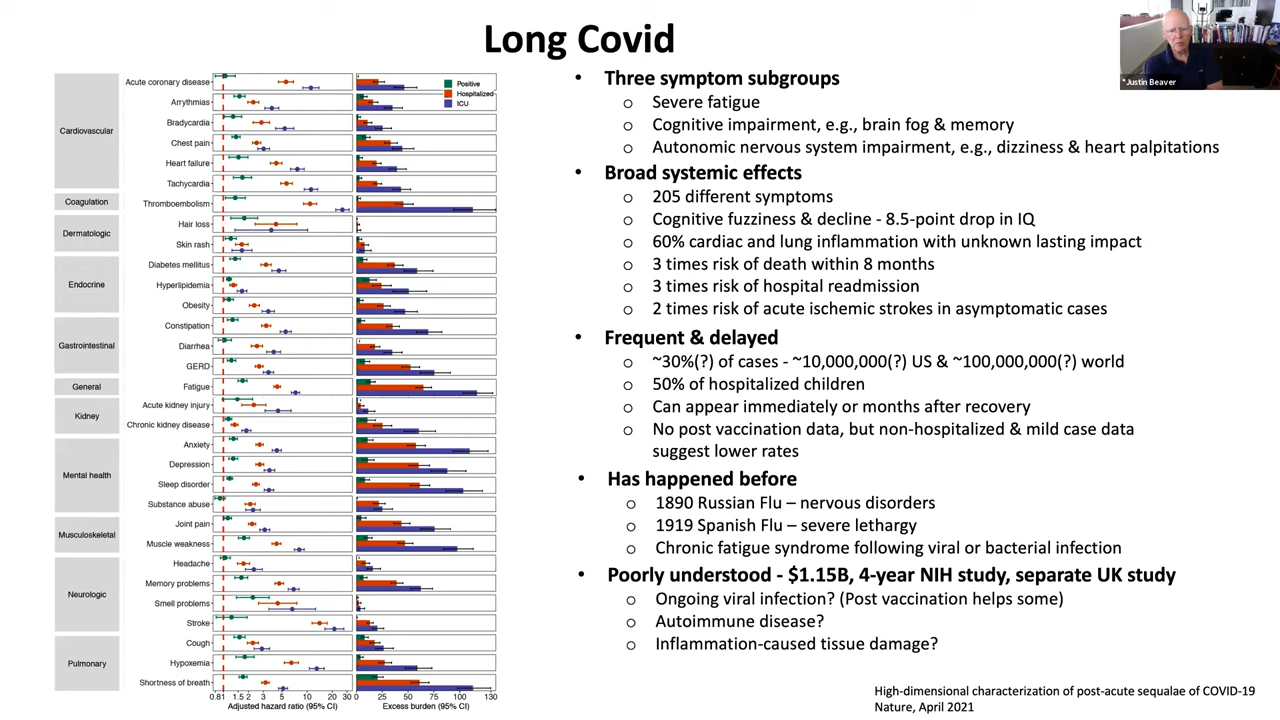 Long Covid
*Justin Beaver
Cardiovascular
Acute coronary disease
Arrythmias
Bradycardia
Chest pain
Heart failure
Tachycardia
Coagulation
Thromboembolism
Dermatologic
Hair loss
Skin rash
Endocrine
Diabetes mellitus
Hyperlipidemia
Obesity
Gastrointestinal
Constipation
Diarrhea
GERD
General
Fatigue
Kidney
Acute kidney injury
Chronic kidney disease
Mental health
Anxiety
Depression
Sleep disorder
Substance abuse
Musculoskeletal
Joint pain
Muscle weakness
Neurologic
Headache
Memory problems
Smell problems
Stroke
Pulmonary
Cough
Hypoxemia
Shortness of breath
Positive
Hospitalized
ICU
0.81 1.5 2 3 5 10 20 30
Adjusted hazard ratio (95% CI)
0 25 50 75 100 130
Excess burden (95% CI)
• Three symptom subgroups
o Severe fatigue
o Cognitive impairment, e.g., brain fog & memory
o Autonomic nervous system impairment, e.g., dizziness & heart palpitations
• Broad systemic effects
o 205 different symptoms
o Cognitive fuzziness & decline - 8.5-point drop in IQ
o 60% cardiac and lung inflammation with unknown lasting impact
o 3 times risk of death within 8 months
o 3 times risk of hospital readmission
o 2 times risk of acute ischemic strokes in asymptomatic cases
• Frequent & delayed
o ~30%(?) of cases - ~10,000,000(?) US & ~100,000,000(?) world
o 50% of hospitalized children
o Can appear immediately or months after recovery
o No post vaccination data, but non-hospitalized & mild case data
suggest lower rates
• Has happened before
o 1890 Russian Flu – nervous disorders
o 1919 Spanish Flu – severe lethargy
o Chronic fatigue syndrome following viral or bacterial infection
• Poorly understood - $1.15B, 4-year NIH study, separate UK study
o Ongoing viral infection? (Post vaccination helps some)
o Autoimmune disease?
o Inflammation-caused tissue damage?
High-dimensional characterization of post-acute sequalae of COVID-19
Nature, April 2021